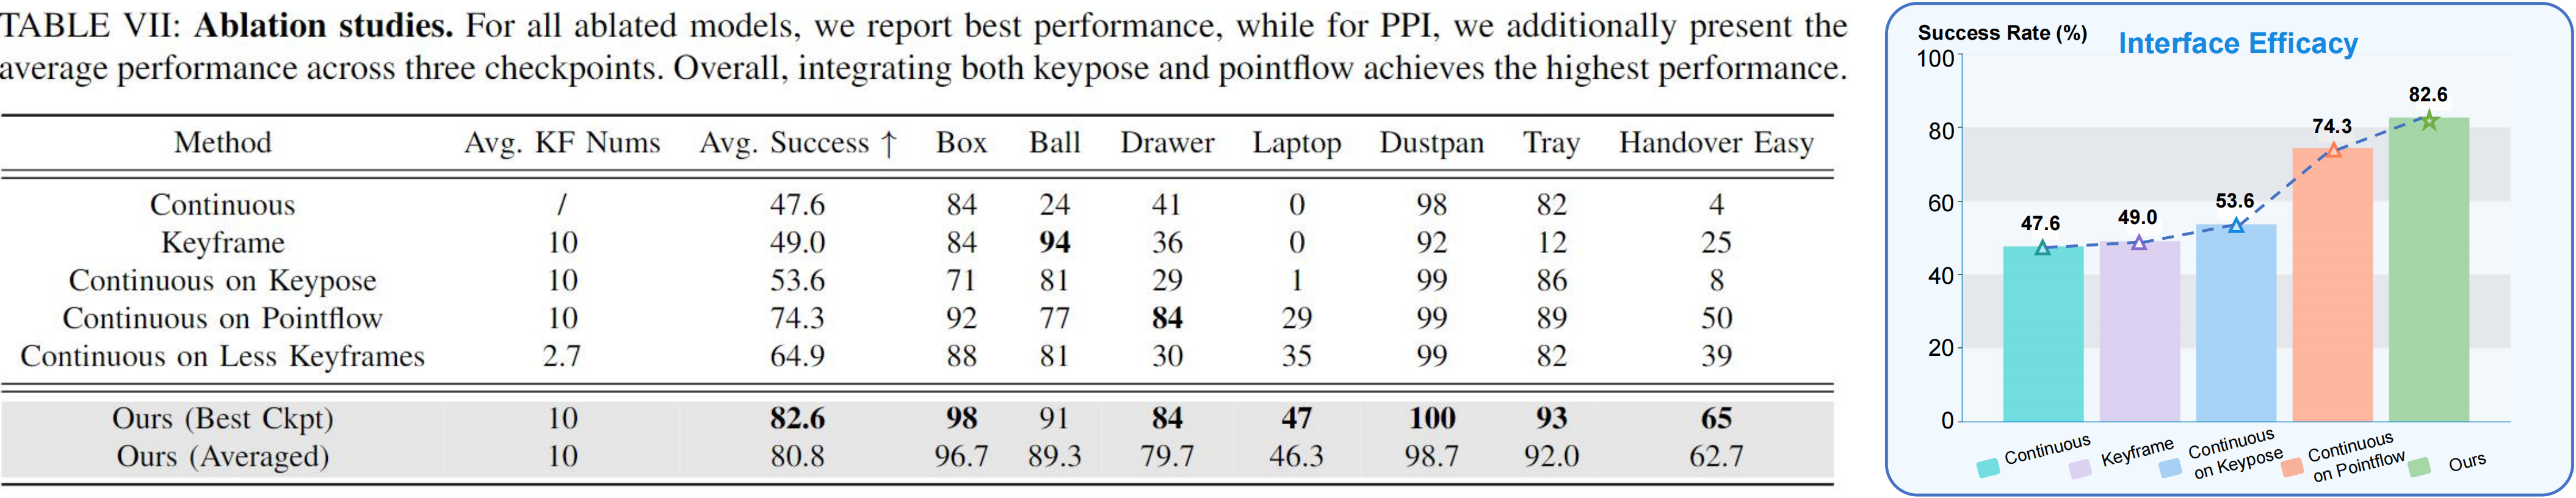 TABLE VII: Ablation studies. For all ablated models, we report best performance, while for PPI, we additionally present the
average performance across three checkpoints. Overall, integrating both keypose and pointflow achieves the highest performance.
Method Avg. KF Nums Avg. Success ↑ Box Ball Drawer Laptop Dustpan Tray Handover Easy
Continuous / 47.6 84 24 41 0 98 82 4
Keyframe 10 49.0 84 94 36 0 92 12 25
Continuous on Keypose 10 53.6 71 81 29 1 99 86 8
Continuous on Pointflow 10 74.3 92 77 84 29 99 89 50
Continuous on Less Keyframes 2.7 64.9 88 81 30 35 99 82 39
Ours (Best Ckpt) 10 82.6 98 91 84 47 100 93 65
Ours (Averaged) 10 80.8 96.7 89.3 79.7 46.3 98.7 92.0 62.7
Success Rate (%)
Interface Efficacy
100
80
60
40
20
0
47.6
49.0
53.6
74.3
82.6
Continuous
Keyframe
Continuous
on Keypose
Continuous
on Pointflow
Ours